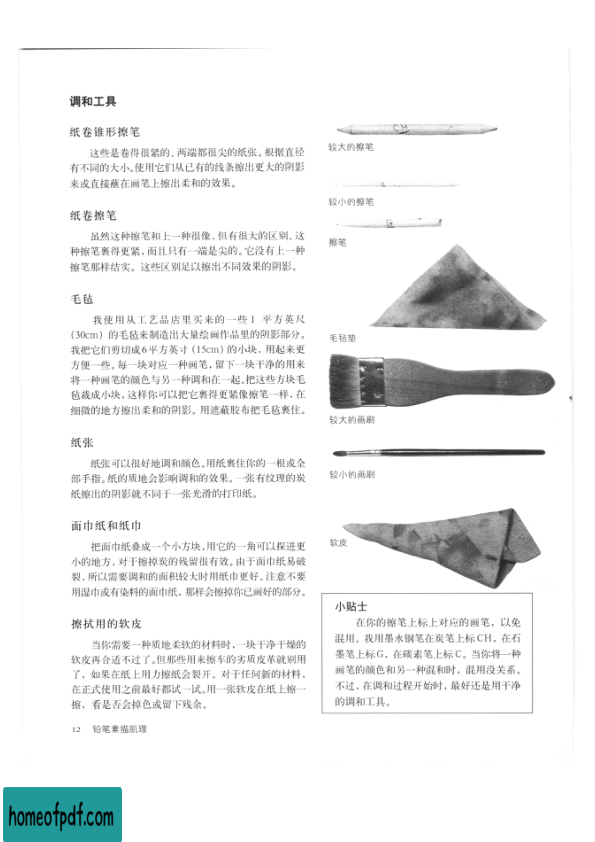 调和工具
纸卷锥形擦笔
这些是卷得很紧的、两端都很尖的纸张。根据直径
有不同的大小。使用它们从已有的线条擦出更大的阴影
来或直接蘸在画笔上擦出柔和的效果。
纸卷擦笔
虽然这种擦笔和上一种很像，但有很大的区别。这
种擦笔裹得更紧，而且只有一端是尖的。它没有上一种
擦笔那样结实。这些区别足以擦出不同效果的阴影。
毛毡
我使用从工艺品店里买来的一些1 平方英尺
(30cm) 的毛毡来制造出大量绘画作品里的阴影部分。
我把它们剪切成6平方英寸 (15cm) 的小块，用起来更
方便一些。每一块对应一种画笔，留下一块干净的用来
将一种画笔的颜色与另一种调和在一起。把这些方块毛
毡裁成小块，这样你可以把它裹得更紧像擦笔一样，在
细微的地方擦出柔和的阴影。用遮蔽胶布把毛毡裹住。
纸张
纸张可以很好地调和颜色。用纸裹住你的一根或全
部手指。纸的质地会影响调和的效果。一张有纹理的炭
纸擦出的阴影就不同于一张光滑的打印纸。
面巾纸和纸巾
把面巾纸叠成一个小方块，用它的一角可以探进更
小的地方，对于擦掉炭的残留很有效。由于面巾纸易破
裂，所以需要调和的面积较大时用纸巾更好。注意不要
用湿巾或有染料的面巾纸，那样会擦掉你已画好的部分。
擦拭用的软皮
当你需要一种质地柔软的材料时，一块干净干燥的
软皮再合适不过了。但那些用来擦车的劣质皮革就别用
了，如果在纸上用力擦纸会裂开。对于任何新的材料，
在正式使用之前最好都试一试。用一张软皮在纸上擦一
擦，看是否会掉色或留下残余。
12 铅笔素描肌理
较大的擦笔
较小的擦笔
G
擦笔
毛毡垫
较大的画刷
较小的画刷
软皮
小贴士
在你的擦笔上标上对应的画笔，以免
混用。我用墨水钢笔在炭笔上标CH，在石
墨笔上标G，在碳素笔上标C。当你将一种
画笔的颜色和另一种混和时，混用没关系。
不过，在调和过程开始时，最好还是用干净
的调和工具。
homeofpdf.com